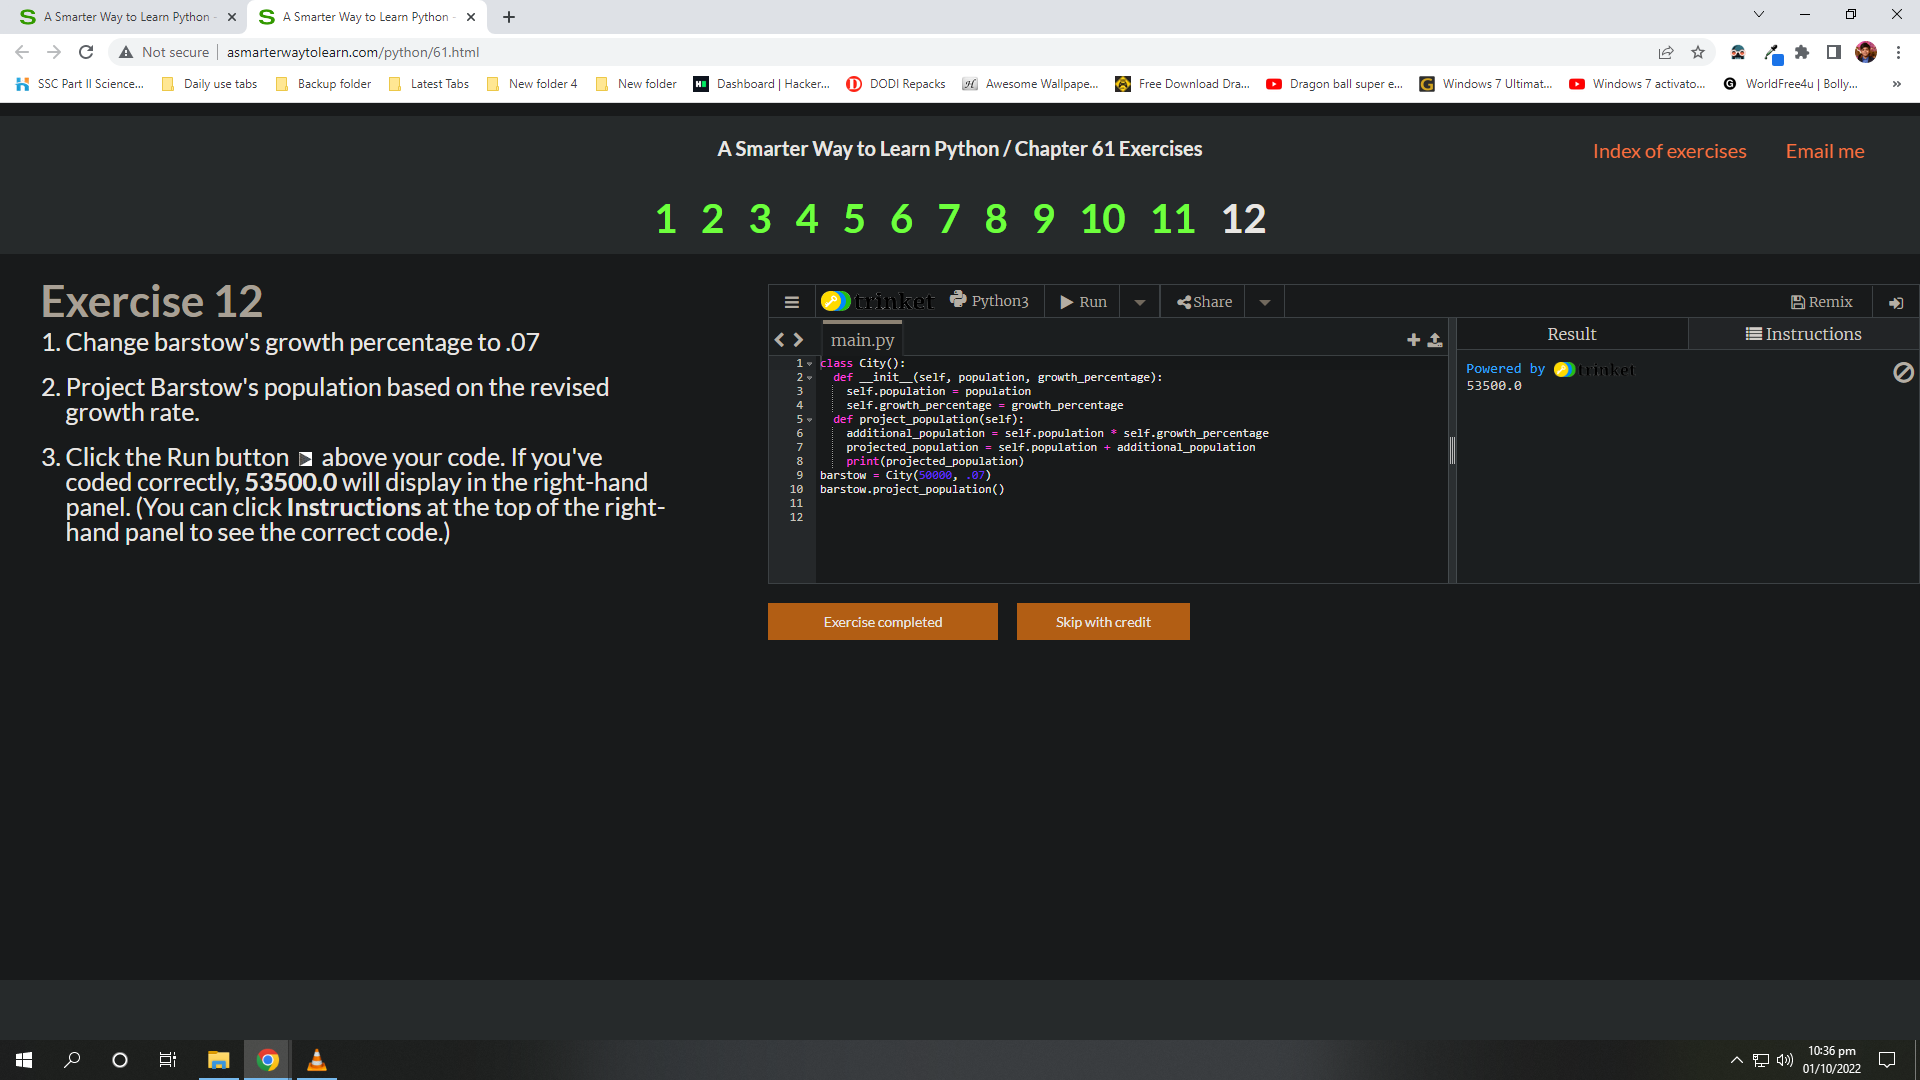 A Smarter Way to Learn Python -
A Smarter Way to Learn Python -
Not secure
asmarterwaytolearn.com/python/61.html
SSC Part II Science...
Daily use tabs
Backup folder
Latest Tabs
New folder 4
New folder
Dashboard | Hacker...
DODI Repacks
Awesome Wallpape...
Free Download Dra...
Dragon ball super e...
Windows 7 Ultimat...
Windows 7 activato...
WorldFree4u | Bolly...
A Smarter Way to Learn Python / Chapter 61 Exercises
Index of exercises
Email me
1 2 3 4 5 6 7 8 9 10 11 12
Exercise 12
1. Change barstow's growth percentage to .07
2. Project Barstow's population based on the revised
growth rate.
3. Click the Run button above your code. If you've
coded correctly, 53500.0 will display in the right-hand
panel. (You can click Instructions at the top of the right-
hand panel to see the correct code.)
trinket
Python3
Run
Share
Remix
main.py
Result
Instructions
1 class City():
2 def __init__(self, population, growth_percentage):
3 self.population = population
4 self.growth_percentage = growth_percentage
5 def project_population(self):
6 additional_population = self.population * self.growth_percentage
7 projected_population = self.population + additional_population
8 print(projected_population)
9 barstow = City(50000, .07)
10 barstow.project_population()
11
12
Powered by trinket
53500.0
Exercise completed
Skip with credit
10:36 pm
01/10/2022